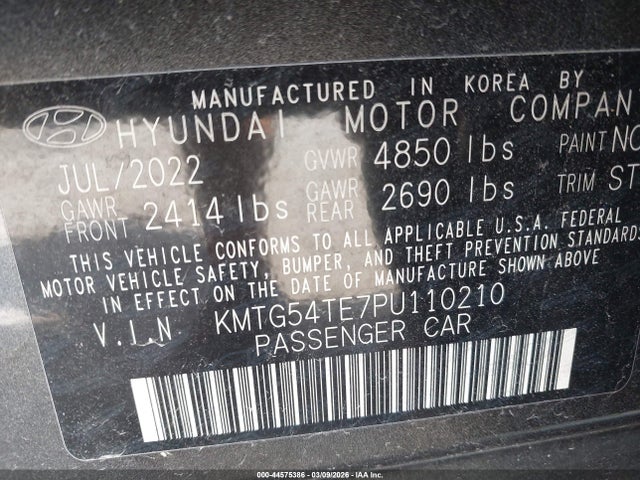 MANUFACTURED IN KOREA BY
HYUNDAI MOTOR COMPAN
JUL/2022 GVWR 4850 lbs PAINT NO
GAWR FRONT 2414 lbs GAWR REAR 2690 lbs TRIM ST
THIS VEHICLE CONFORMS TO ALL APPLICABLE U.S.A. FEDERAL
MOTOR VEHICLE SAFETY, BUMPER, AND THEFT PREVENTION STANDARDS
IN EFFECT ON THE DATE OF MANUFACTURE SHOWN ABOVE
V.I.N KMTG54TE7PU110210
PASSENGER CAR
000-44575386 | 03/09/2026 | IAA Inc.